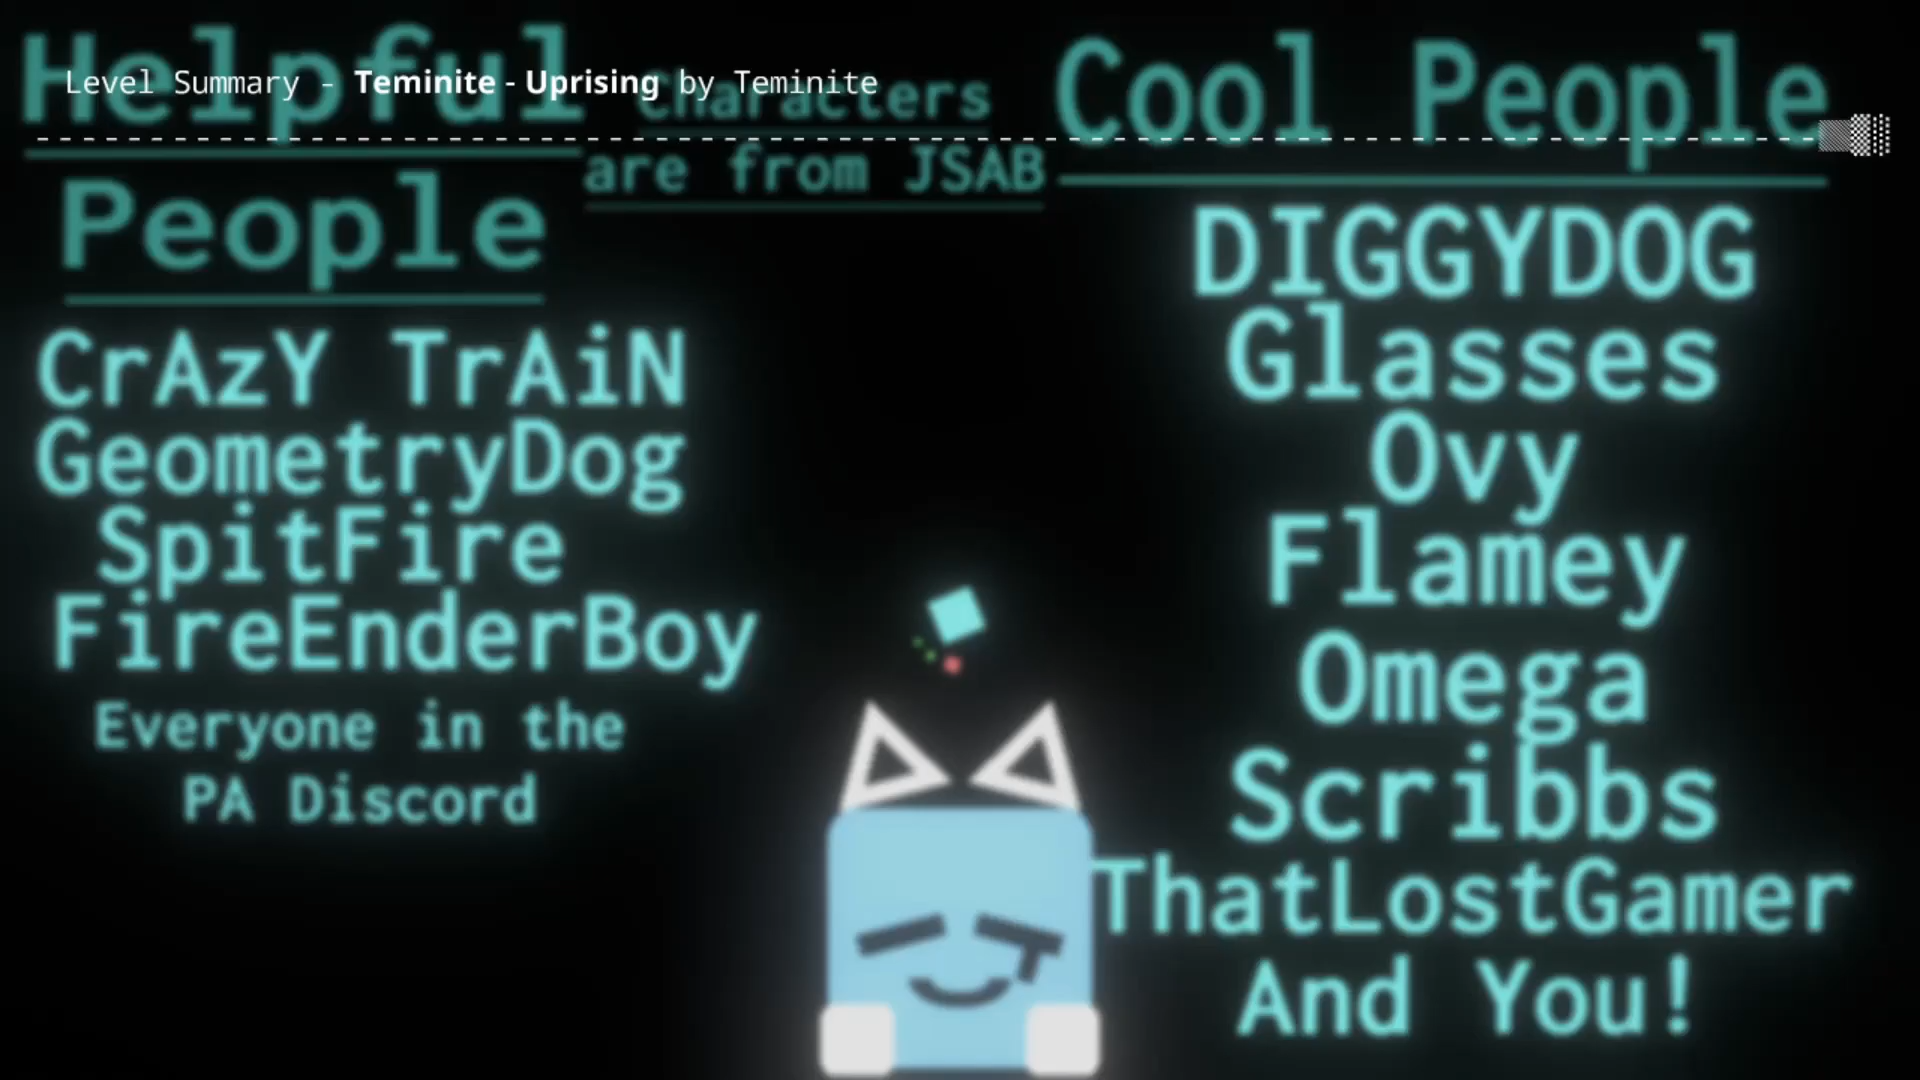 Level Summary - Teminite - Uprising by Teminite
Helpful
People
CrAzY TrAiN
GeometryDog
SpitFire
FireEnderBoy
Everyone in the
PA Discord
Characters
are from JSAB
Cool People
DIGGYDOG
Glasses
Ovy
Flamey
Omega
Scribbs
ThatLostGamer
And You!